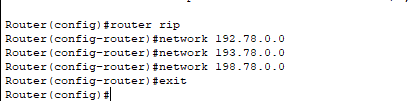 Router(config)#router rip
Router(config-router)#network 192.78.0.0
Router(config-router)#network 193.78.0.0
Router(config-router)#network 198.78.0.0
Router(config-router)#exit
Router(config)#